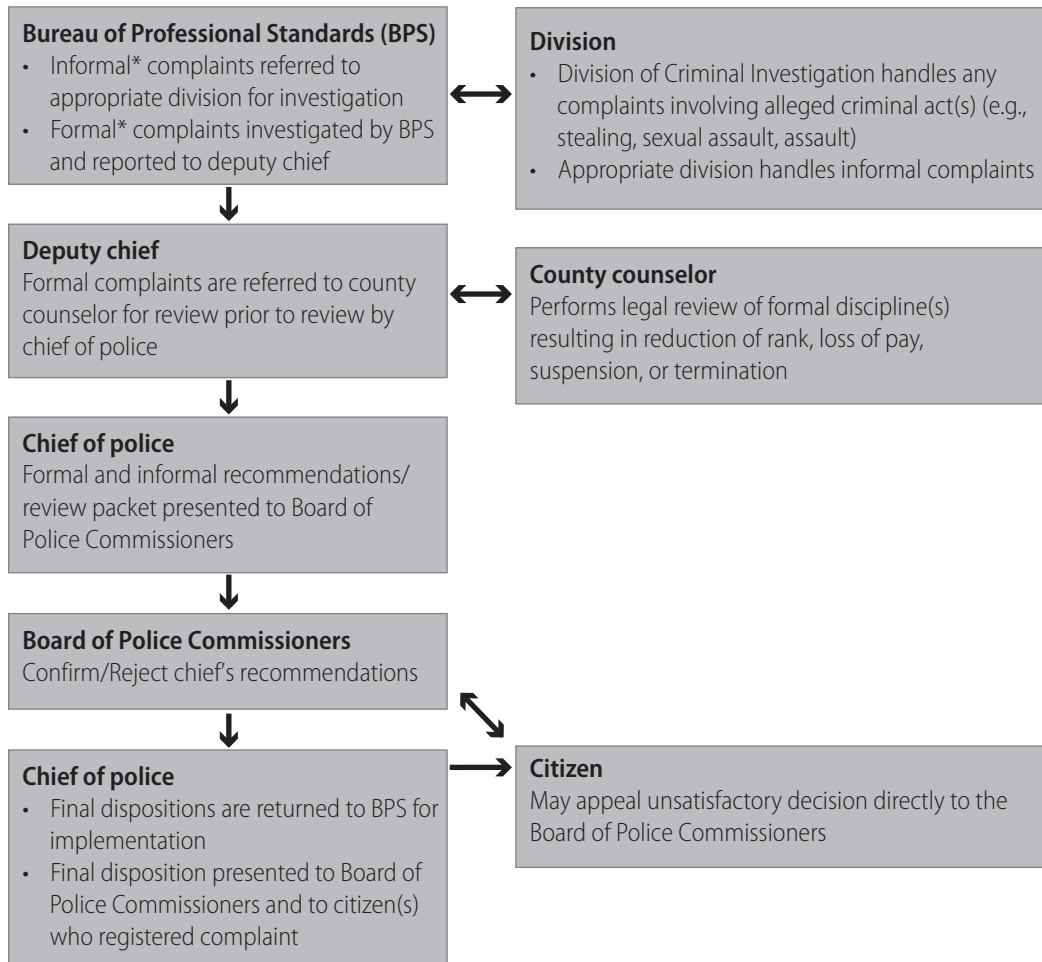 Bureau of Professional Standards (BPS)
• Informal* complaints referred to
appropriate division for investigation
• Formal* complaints investigated by BPS
and reported to deputy chief
Division
• Division of Criminal Investigation handles any
complaints involving alleged criminal act(s) (e.g.,
stealing, sexual assault, assault)
• Appropriate division handles informal complaints
Deputy chief
Formal complaints are referred to county
counselor for review prior to review by
chief of police
County counselor
Performs legal review of formal discipline(s)
resulting in reduction of rank, loss of pay,
suspension, or termination
Chief of police
Formal and informal recommendations/
review packet presented to Board of
Police Commissioners
Board of Police Commissioners
Confirm/Reject chief's recommendations
Chief of police
• Final dispositions are returned to BPS for
implementation
• Final disposition presented to Board of
Police Commissioners and to citizen(s)
who registered complaint
Citizen
May appeal unsatisfactory decision directly to the
Board of Police Commissioners